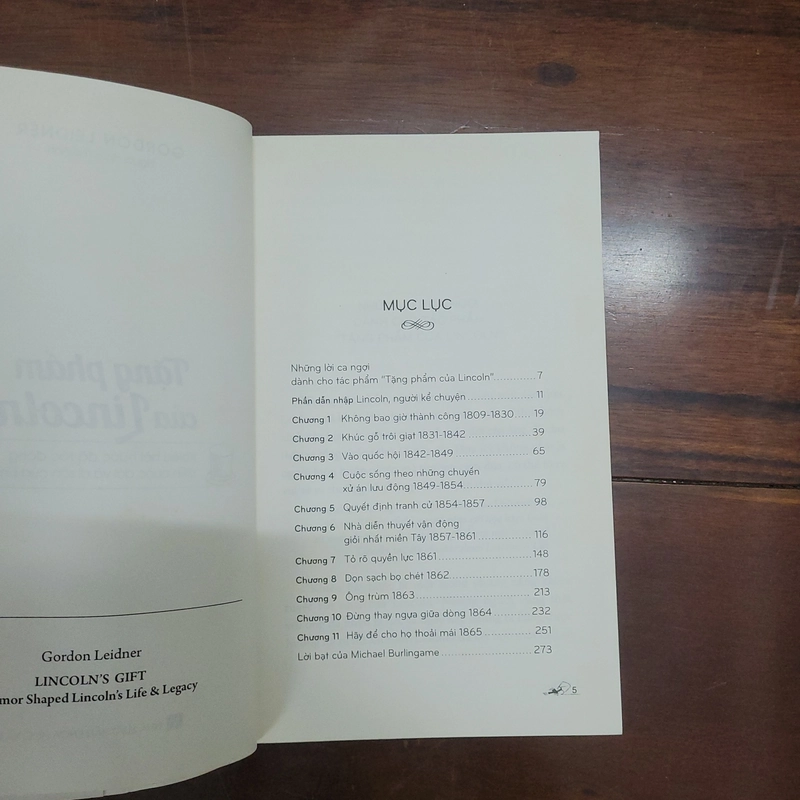 Gordon Leidner
LINCOLN'S GIFT
mor Shaped Lincoln's Life & Legacy
MỤC LỤC
Những lời ca ngợi
dành cho tác phẩm "Tặng phẩm của Lincoln" 7
Phần dẫn nhập Lincoln, người kể chuyện 11
Chương 1 Không bao giờ thành công 1809-1830 19
Chương 2 Khúc gỗ trôi giạt 1831-1842 39
Chương 3 Vào quốc hội 1842-1849 65
Chương 4 Cuộc sống theo những chuyến
xử án lưu động 1849-1854 79
Chương 5 Quyết định tranh cử 1854-1857 98
Chương 6 Nhà diễn thuyết vận động
giỏi nhất miền Tây 1857-1861 116
Chương 7 Tỏ rõ quyền lực 1861 148
Chương 8 Dọn sạch bọ chét 1862 178
Chương 9 Ông trùm 1863 213
Chương 10 Đừng thay ngựa giữa dòng 1864 232
Chương 11 Hãy để cho họ thoải mái 1865 251
Lời bạt của Michael Burlingame 273
5